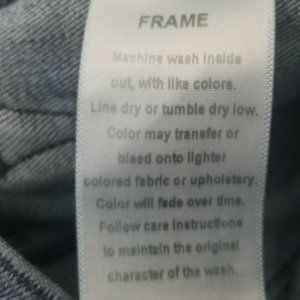 FRAME
Machine wash inside
out, with like colors.
Line dry or tumble dry low.
Color may transfer or
bleed onto lighter
colored fabric or upholstery.
Color will fade over time.
Follow care instructions
to maintain the original
character of the wash.